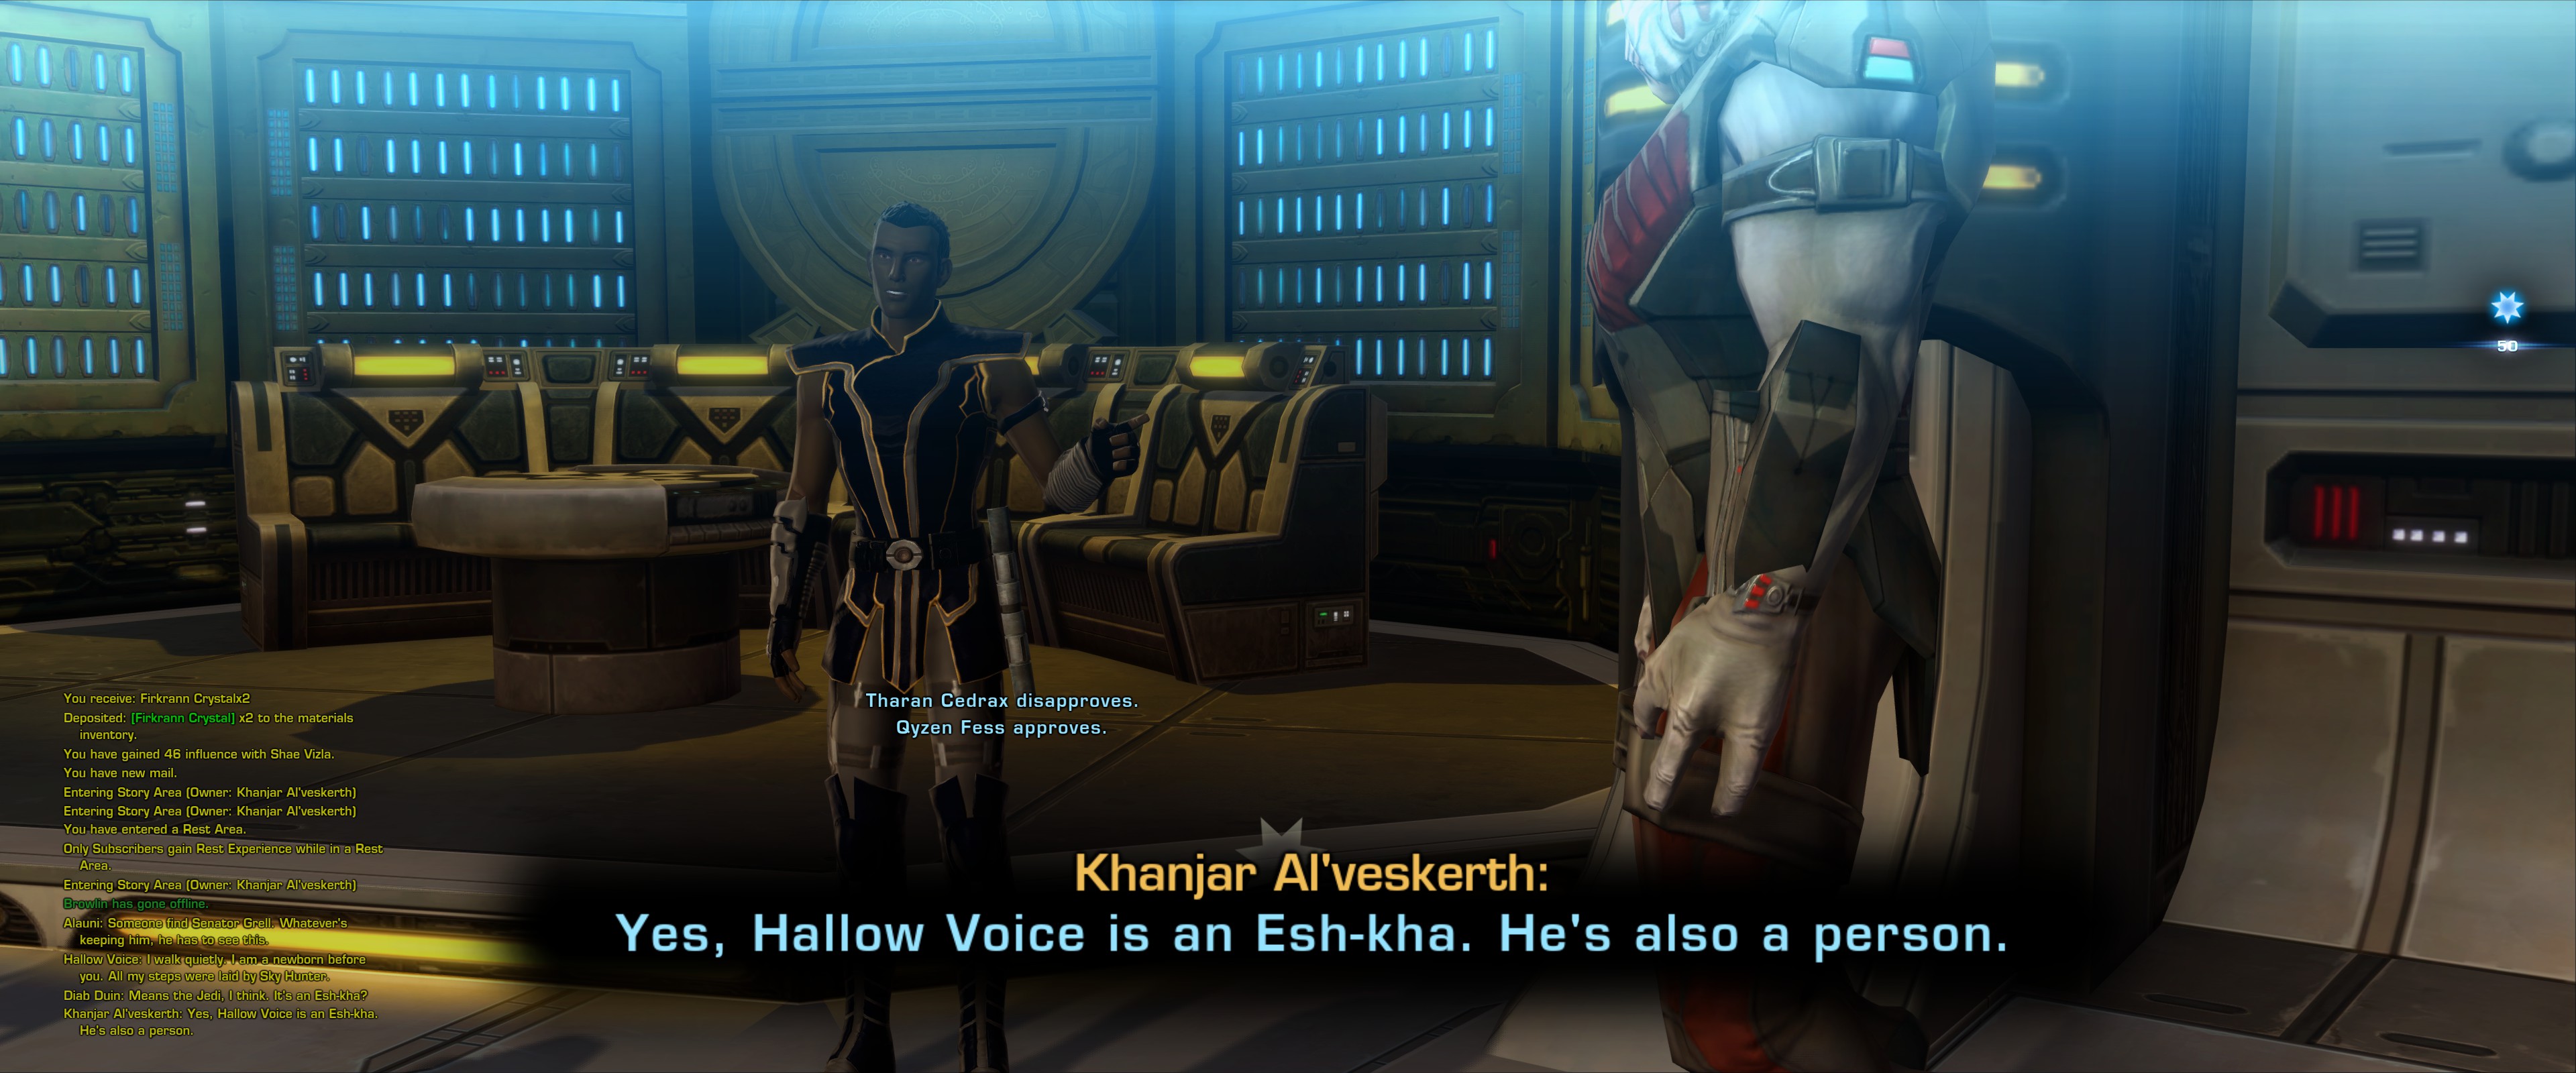 50
You receive: Firkrann Crystalx2
Deposited: [Firkrann Crystal] x2 to the materials
inventory.
You have gained 46 influence with Shae Vizla.
You have new mail.
Entering Story Area (Owner: Khanjar Al'veskerth)
Entering Story Area (Owner: Khanjar Al'veskerth)
You have entered a Rest Area.
Only Subscribers gain Rest Experience while in a Rest
Area.
Entering Story Area (Owner: Khanjar Al'veskerth)
Browlin has gone offline.
Alauni: Someone find Senator Grell. Whatever's
keeping him, he has to see this.
Hallow Voice: I walk quietly. I am a newborn before
you. All my steps were laid by Sky Hunter.
Diab Duin: Means the Jedi, I think. It's an Esh-kha?
Khanjar Al'veskerth: Yes, Hallow Voice is an Esh-kha.
He's also a person.
Tharan Cedrax disapproves.
Qyzen Fess approves.
Khanjar Al'veskerth:
Yes, Hallow Voice is an Esh-kha. He's also a person.